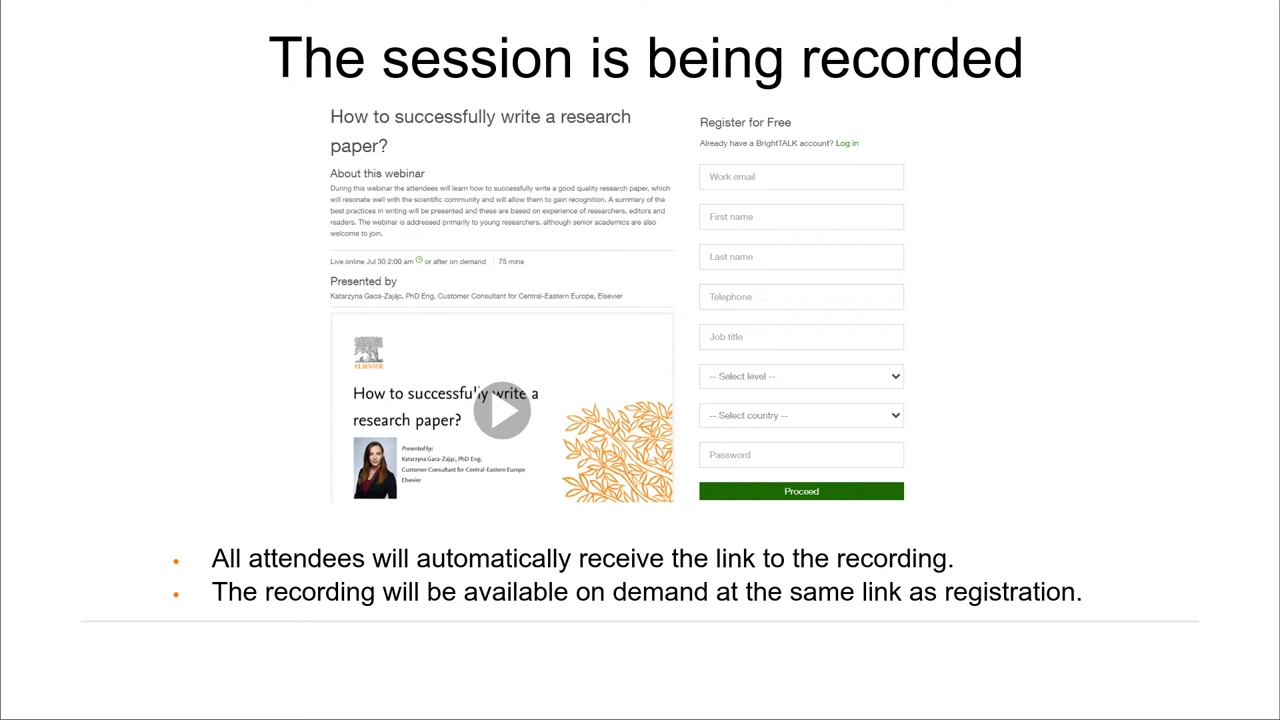 The session is being recorded
How to successfully write a research
paper?
About this webinar
During this webinar the attendees will learn how to successfully write a good quality research paper, which
will resonate well with the scientific community and will allow them to gain recognition. A summary of the
best practices in writing will be presented and these are based on experience of researchers, editors and
readers. The webinar is addressed primarily to young researchers, although senior academics are also
welcome to join.
Live online Jul 30 2:00 am or after on demand 75 mins
Presented by
Katarzyna Gaca-Zając, PhD Eng, Customer Consultant for Central-Eastern Europe, Elsevier
ELSEVIER
How to successfully write a
research paper?
Presented by:
Katarzyna Gaca-Zając, PhD Eng,
Customer Consultant for Central-Eastern Europe
Elsevier
Register for Free
Already have a BrightTALK account? Log in
Work email
First name
Last name
Telephone
Job title
-- Select level --
-- Select country --
Password
Proceed
• All attendees will automatically receive the link to the recording.
• The recording will be available on demand at the same link as registration.